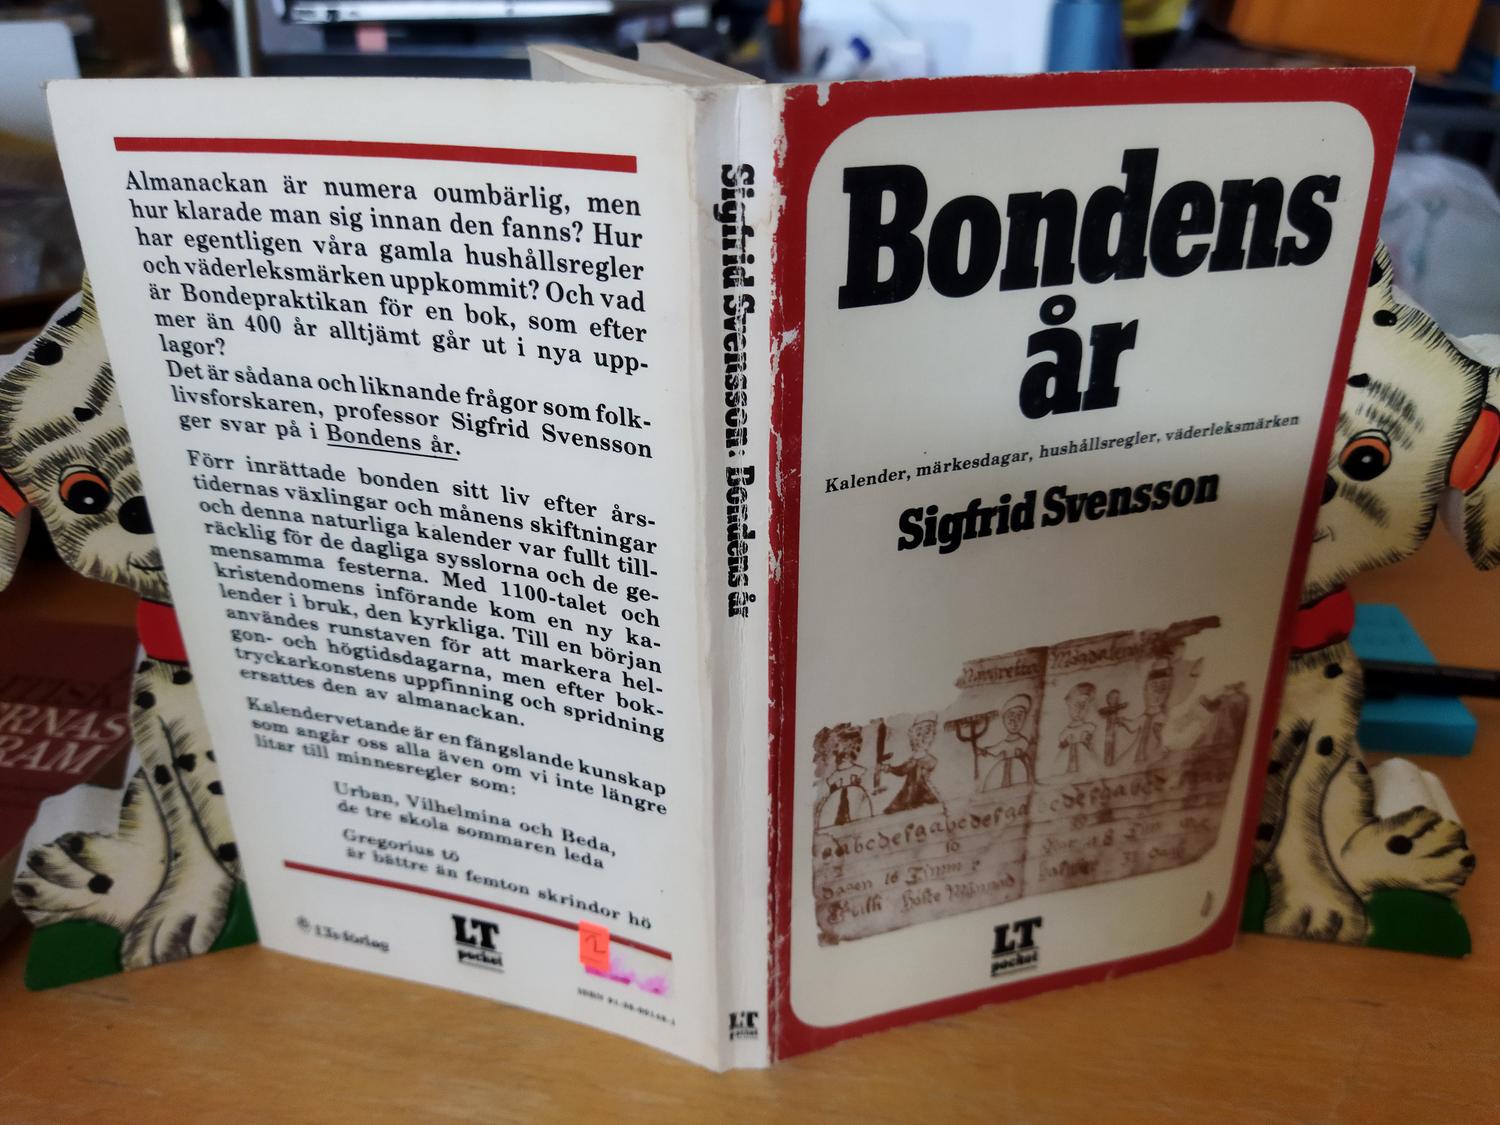 Almanackan är numera oumbärlig, men
hur klarade man sig innan den fanns? Hur
har egentligen våra gamla hushållsregler
och väderleksmärken uppkommit? Och vad
är Bondepraktikan för en bok, som efter
mer än 400 år alltjämt går ut i nya upp-
lagor?
Det är sådana och liknande frågor som folk-
livsforskaren, professor Sigfrid Svensson
ger svar på i Bondens år.
Förr inrättade bonden sitt liv efter års-
tidernas växlingar och månens skiftningar
och denna naturliga kalender var fullt till-
räcklig för de dagliga sysslorna och de ge-
mensamma festerna. Med 1100-talet och
kristendomens införande kom en ny ka-
lender i bruk, den kyrkliga. Till en början
användes runstaven för att markera hel-
gon- och högtidsdagarna, men efter bok-
tryckarkonstens uppfinning och spridning
ersattes den av almanackan.
Kalendervetande är en fängslande kunskap
som angår oss alla även om vi inte längre
litar till minnesregler som:
Urban, Vilhelmina och Beda,
de tre skola sommaren leda
Gregorius tö
är bättre än femton skrindor hö
LTs förlag
LT
pocket
ISBN
Sigfrid Svensson: Bondens år
LT
pocket
Bondens
år
Kalender, märkesdagar, hushållsregler, väderleksmärken
Sigfrid Svensson
Margreta Magdalena
LT
pocket
ORNAS
RAM